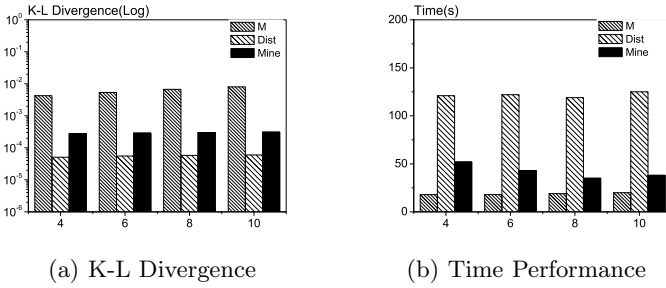 K-L Divergence(Log)
10^0
10^-1
10^-2
10^-3
10^-4
10^-5
10^-6
4 6 8 10
M
Dist
Mine
(a) K-L Divergence
Time(s)
200
150
100
50
0
4 6 8 10
M
Dist
Mine
(b) Time Performance